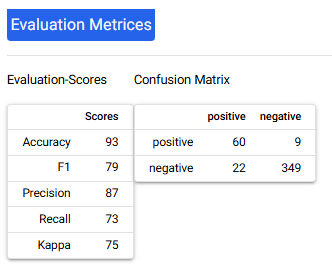 Evaluation Metrices
Evaluation-Scores
Confusion Matrix
Scores
Accuracy 93
F1 79
Precision 87
Recall 73
Kappa 75
positive negative
positive 60 9
negative 22 349